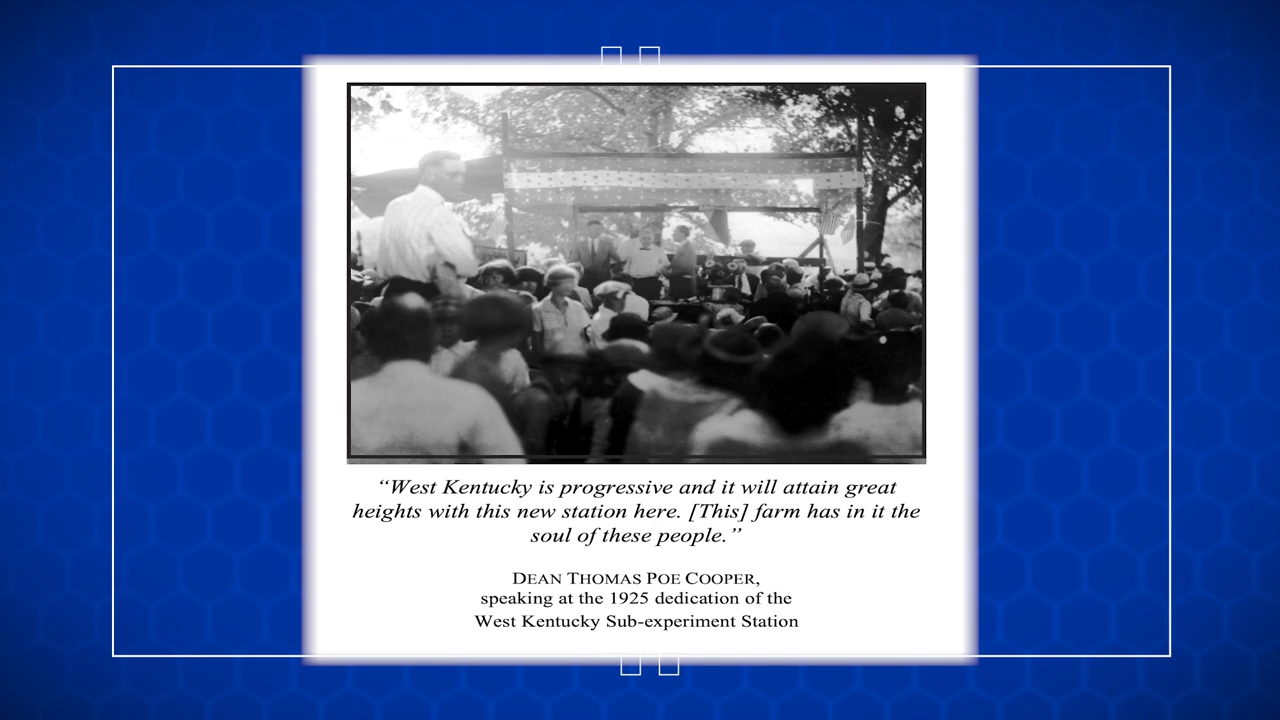 “West Kentucky is progressive and it will attain great
heights with this new station here. [This] farm has in it the
soul of these people.”
DEAN THOMAS POE COOPER,
speaking at the 1925 dedication of the
West Kentucky Sub-experiment Station